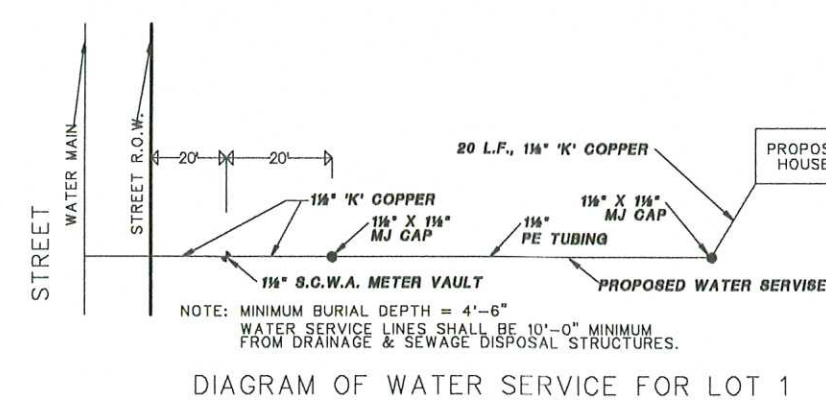 STREET
WATER MAIN
STREET R.O.W.
20'
20'
1½" 'K' COPPER
1½" X 1½"
MJ CAP
1½" S.C.W.A. METER VAULT
20 L.F., 1½" 'K' COPPER
1½"
PE TUBING
1½" X 1½"
MJ CAP
PROPOS
HOUSE
PROPOSED WATER SERVISE
NOTE: MINIMUM BURIAL DEPTH = 4'-6"
WATER SERVICE LINES SHALL BE 10'-0" MINIMUM
FROM DRAINAGE & SEWAGE DISPOSAL STRUCTURES.
DIAGRAM OF WATER SERVICE FOR LOT 1